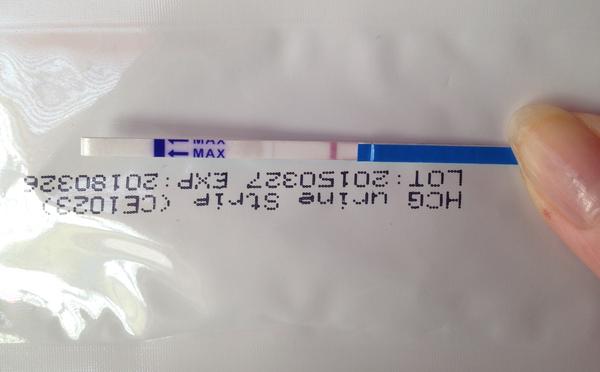 ← MAX
← MAX
HCG urine Strip (CE1023)
LOT:20150327 EXP:20180326